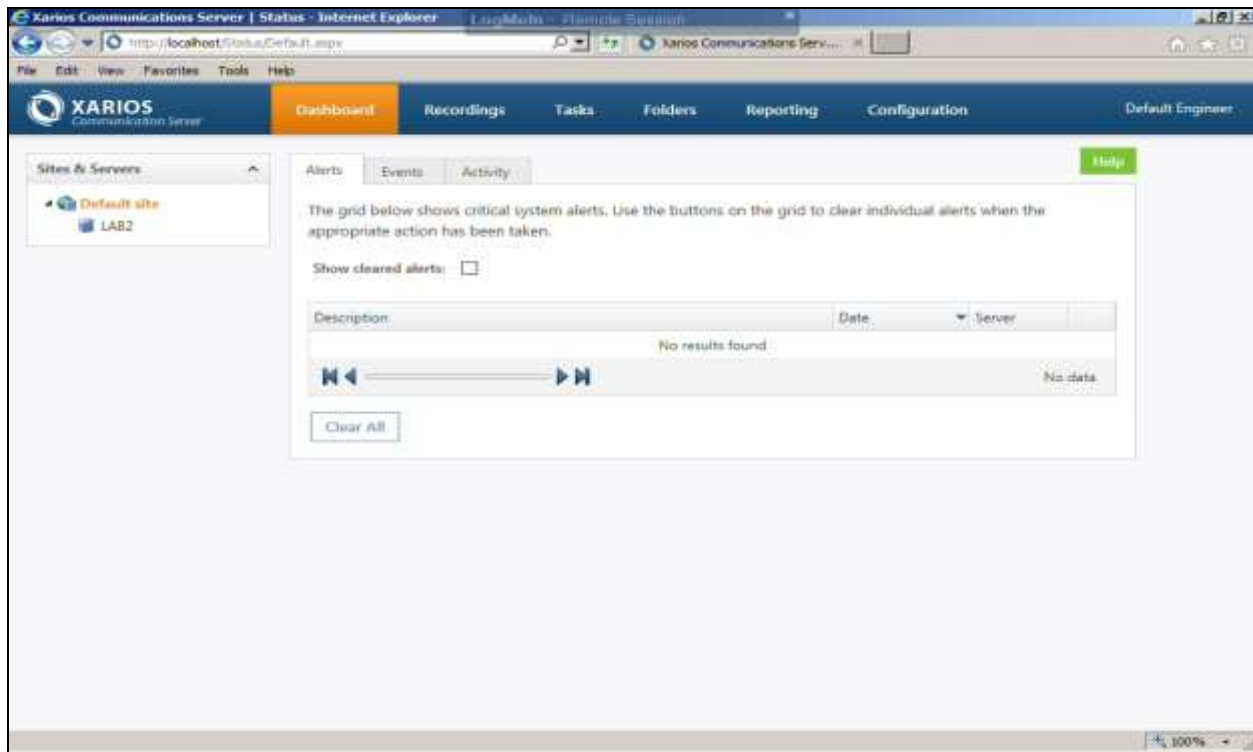 Xarios Communications Server | Status - Internet Explorer
LogMeIn - Remote Session
http://localhost/Status/Default.aspx
Xarios Communications Serv...
File Edit View Favorites Tools Help
XARIOS
Communication Server
Dashboard Recordings Tasks Folders Reporting Configuration Default Engineer
Sites & Servers
Default site
LAB2
Alerts Events Activity
Help
The grid below shows critical system alerts. Use the buttons on the grid to clear individual alerts when the
appropriate action has been taken.
Show cleared alerts:
Description Date Server
No results found
No data
Clear All
100%